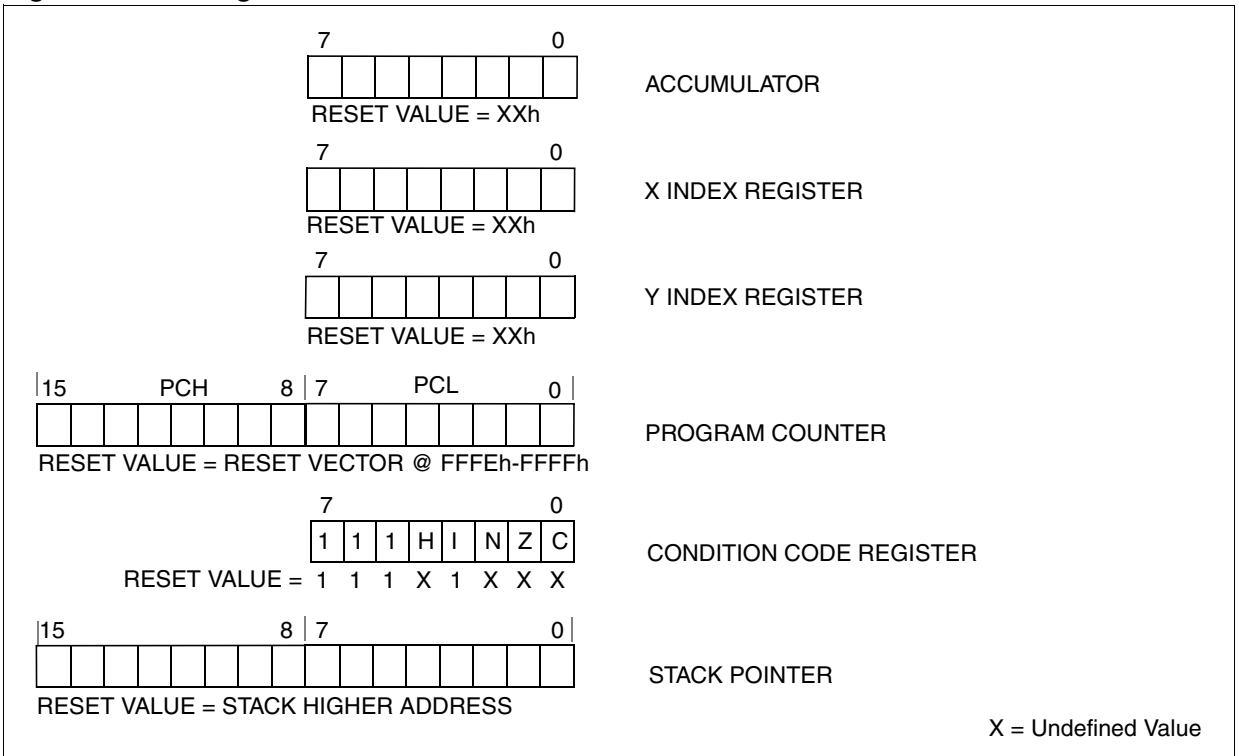 7 0
ACCUMULATOR
RESET VALUE = XXh
7 0
X INDEX REGISTER
RESET VALUE = XXh
7 0
Y INDEX REGISTER
RESET VALUE = XXh
15 PCH 8 7 PCL 0
PROGRAM COUNTER
RESET VALUE = RESET VECTOR @ FFFEh-FFFFh
7 0
1 1 1 H I N Z C
CONDITION CODE REGISTER
RESET VALUE = 1 1 1 X 1 X X X
15 8 7 0
STACK POINTER
RESET VALUE = STACK HIGHER ADDRESS
X = Undefined Value